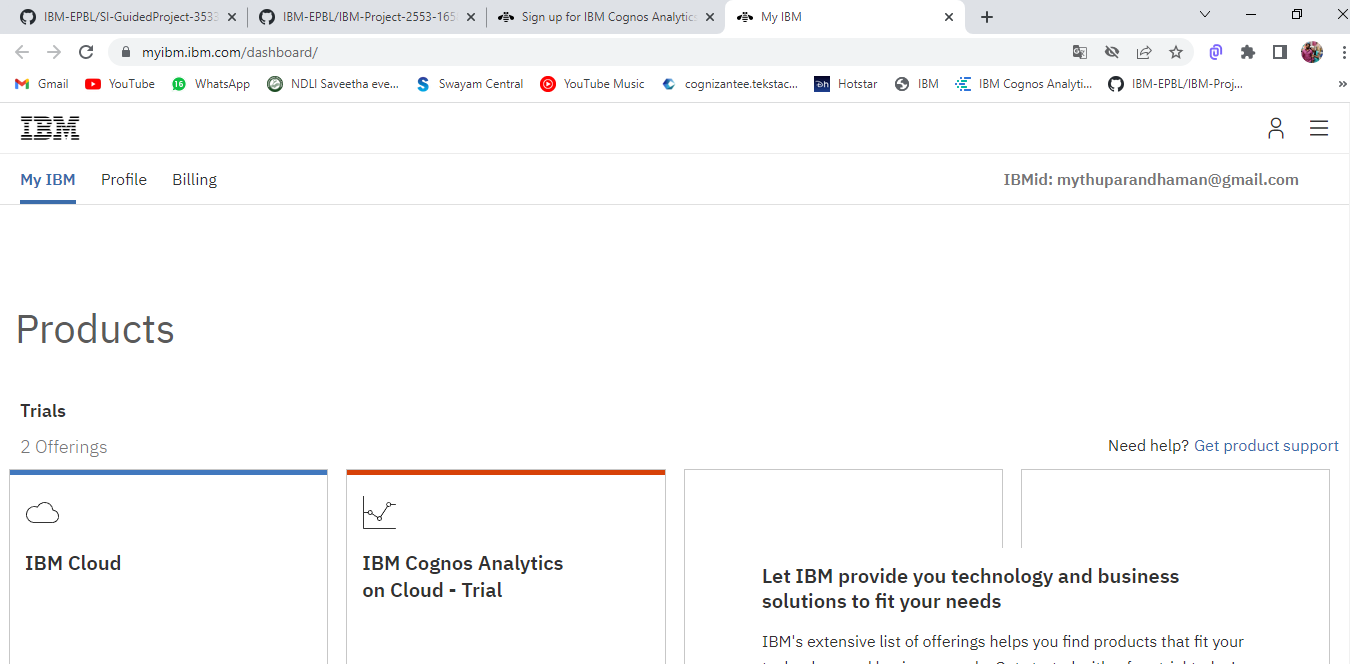 IBM-EPBL/SI-GuidedProject-3533
IBM-EPBL/IBM-Project-2553-165
Sign up for IBM Cognos Analytics
My IBM
myibm.ibm.com/dashboard/
Gmail
YouTube
WhatsApp
NDLI Saveetha eve...
Swayam Central
YouTube Music
cognizantee.tekstac...
Hotstar
IBM
IBM Cognos Analyti...
IBM-EPBL/IBM-Proj...
IBM
My IBM
Profile
Billing
IBMid: mythuparandhaman@gmail.com
Products
Trials
2 Offerings
Need help? Get product support
IBM Cloud
IBM Cognos Analytics
on Cloud - Trial
Let IBM provide you technology and business
solutions to fit your needs
IBM's extensive list of offerings helps you find products that fit your